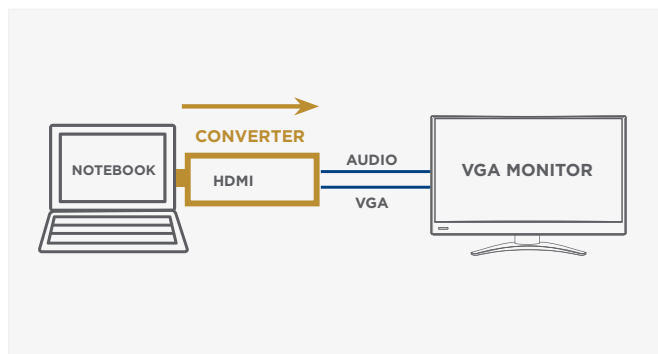 CONVERTER
NOTEBOOK
HDMI
AUDIO
VGA
VGA MONITOR